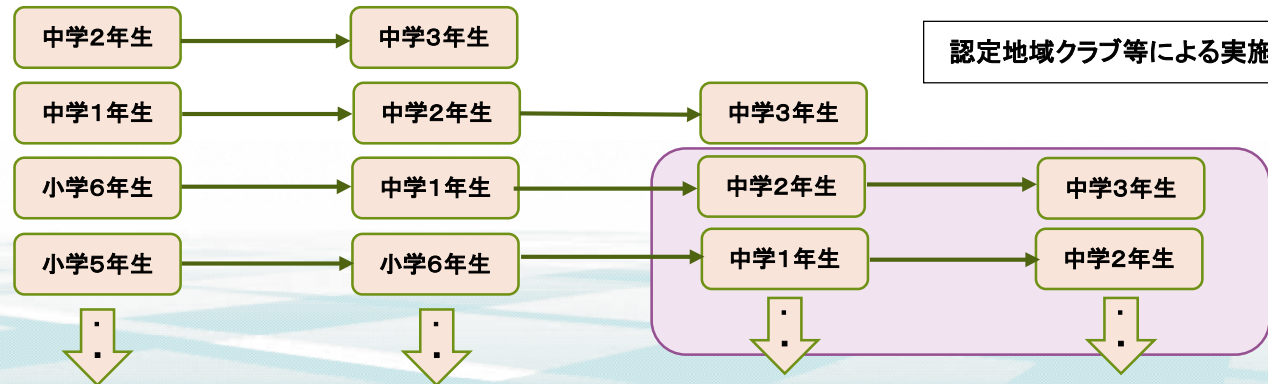 中学2年生
中学3年生
認定地域クラブ等による実施
中学1年生
中学2年生
中学3年生
小学6年生
中学1年生
中学2年生
中学3年生
小学5年生
小学6年生
中学1年生
中学2年生